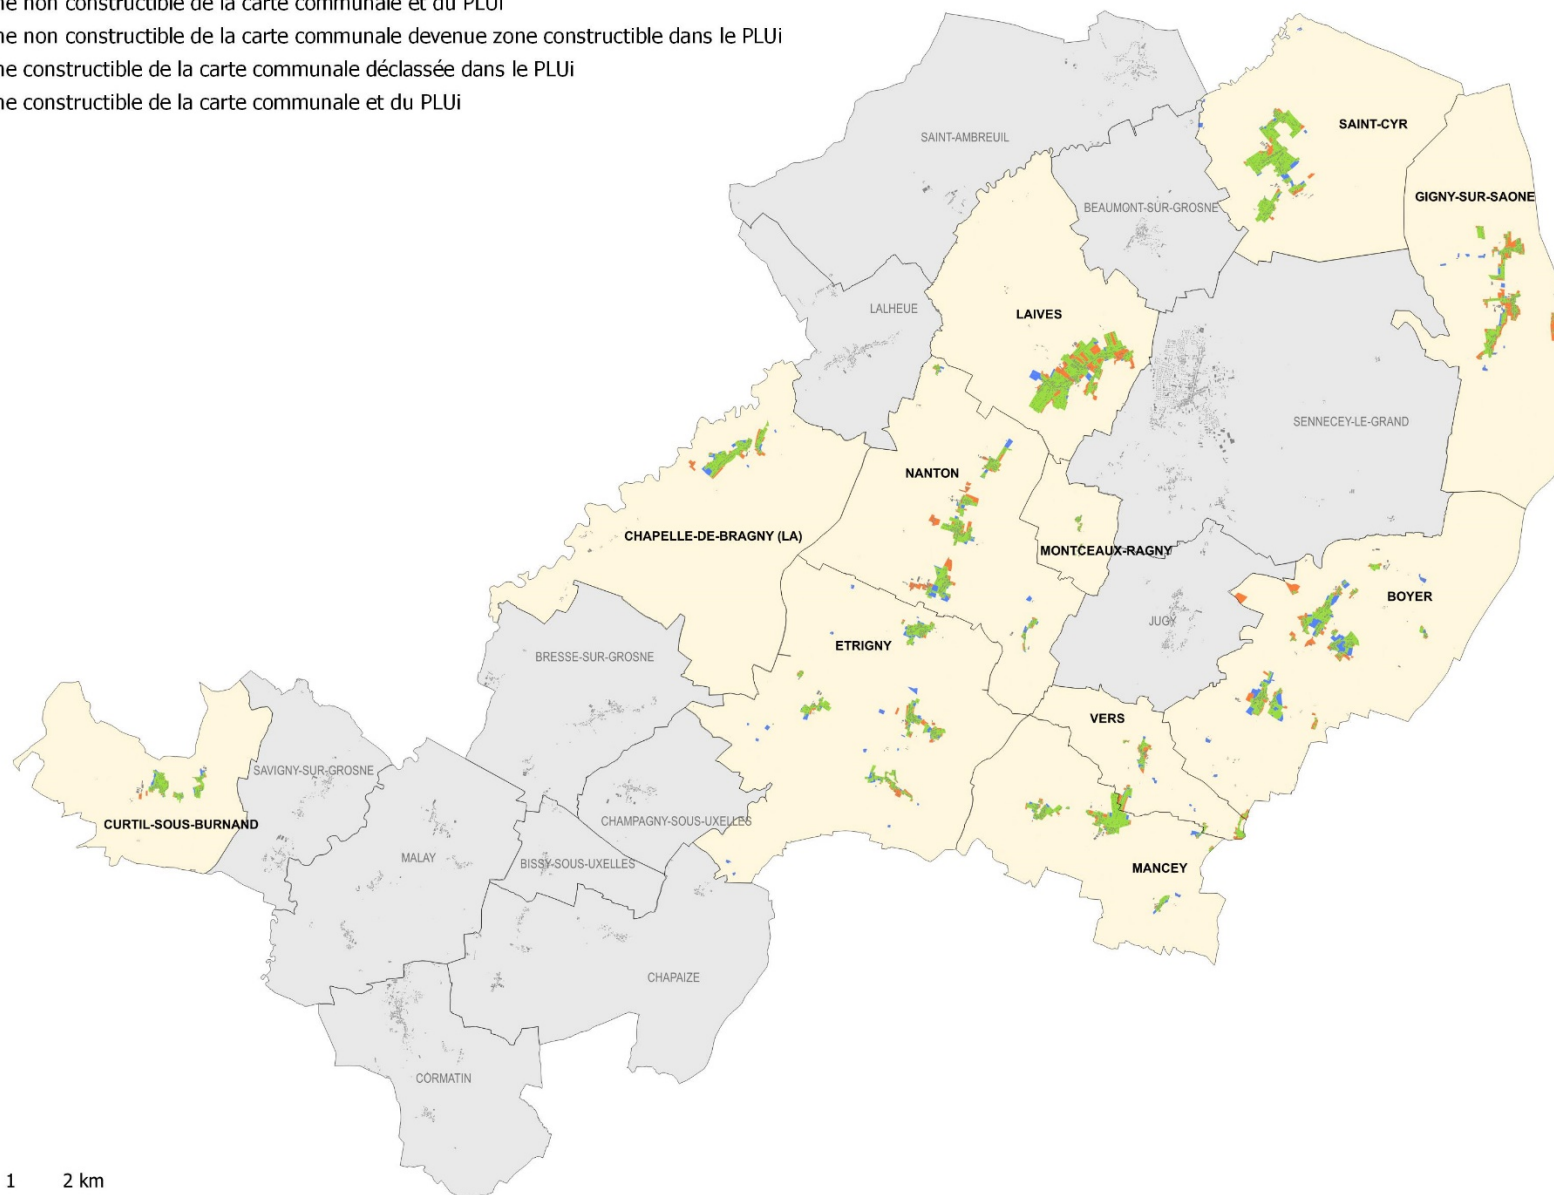 ne non constructible de la carte communale et du PLUi
ne non constructible de la carte communale devenue zone constructible dans le PLUi
ne constructible de la carte communale déclassée dans le PLUi
ne constructible de la carte communale et du PLUi
SAINT-AMBREUIL
SAINT-CYR
GIGNY-SUR-SAONE
BEAUMONT-SUR-GROSNE
LALHEUE
LAIVES
SENNECEY-LE-GRAND
NANTON
CHAPELLE-DE-BRAGNY (LA)
MONTCEAUX-RAGNY
BOYER
JUGY
ETRIGNY
BRESSE-SUR-GROSNE
VERS
SAVIGNY-SUR-GROSNE
CURTIL-SOUS-BURNAND
CHAMPAGNY-SOUS-UXELLES
MALAY
BISSY-SOUS-UXELLES
MANCEY
CHAPAIZE
CORMATIN
1 2 km